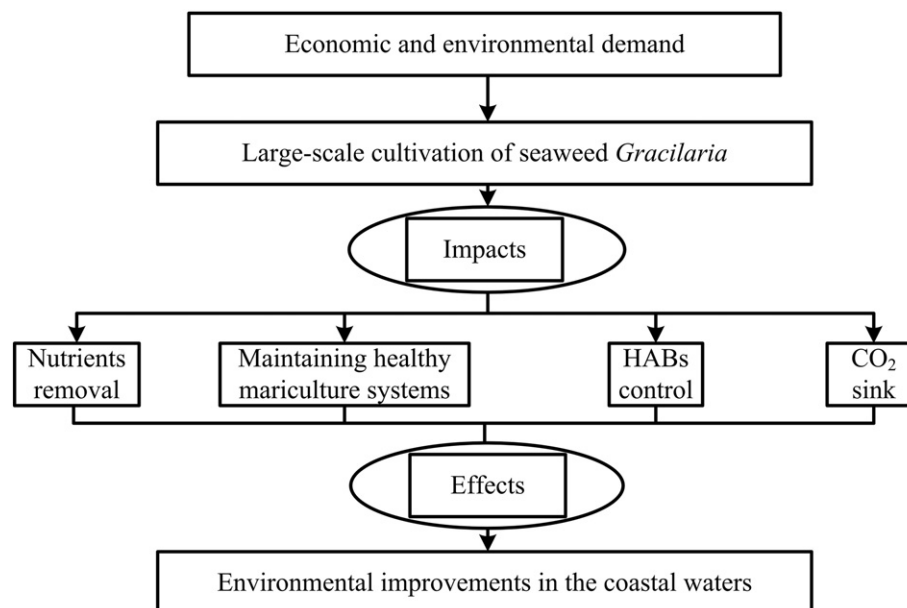 Economic and environmental demand
Large-scale cultivation of seaweed Gracilaria
Impacts
Nutrients
removal
Maintaining healthy
mariculture systems
HABs
control
CO₂
sink
Effects
Environmental improvements in the coastal waters